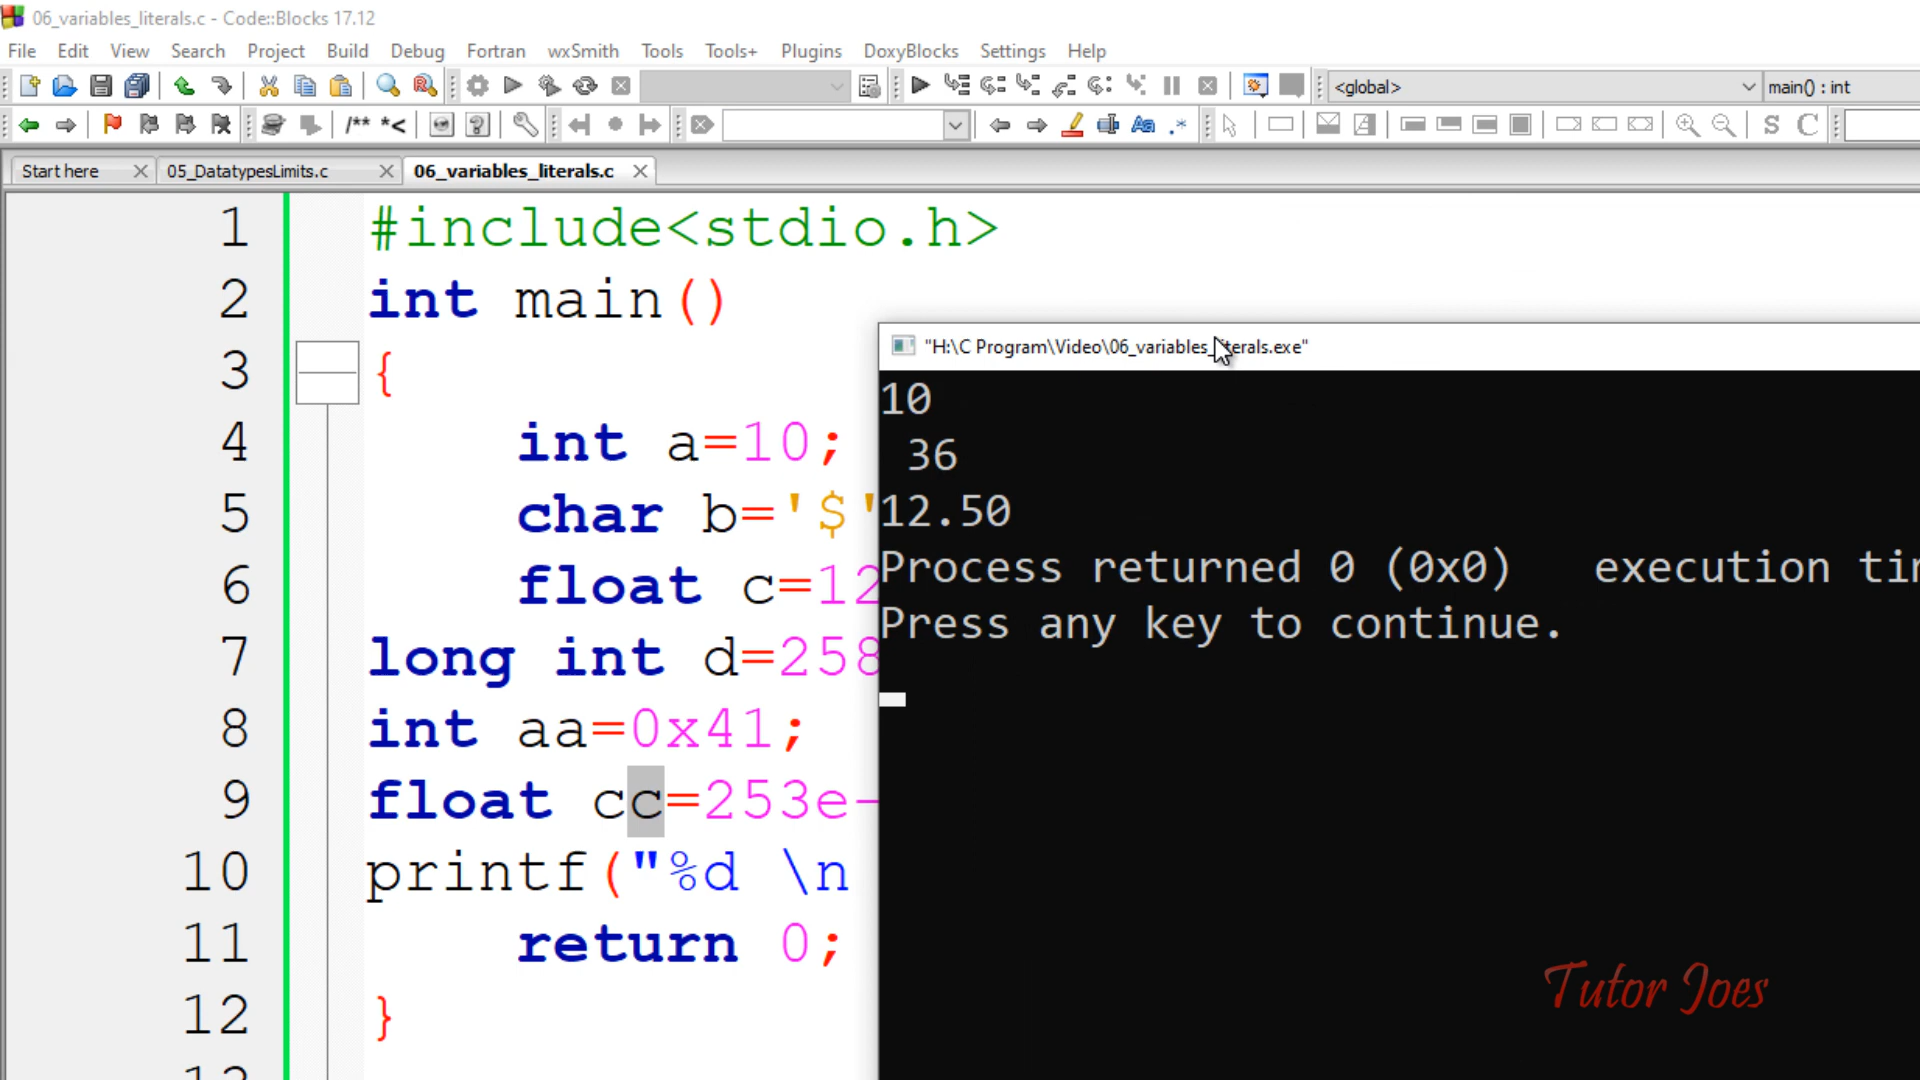 06_variables_literals.c - Code::Blocks 17.12
File Edit View Search Project Build Debug Fortran wxSmith Tools Tools+ Plugins DoxyBlocks Settings Help
<global> main() : int
/** *< Aa .* S C
Start here 05_DatatypesLimits.c 06_variables_literals.c
1 #include<stdio.h>
2 int main()
3 {
4 int a=10;
5 char b='$'
6 float c=12
7 long int d=258
8 int aa=0x41;
9 float cc=253e-
10 printf("%d \n
11 return 0;
12 }
"H:\C Program\Video\06_variables_literals.exe"
10
36
12.50
Process returned 0 (0x0) execution
Press any key to continue.
Tutor Joes